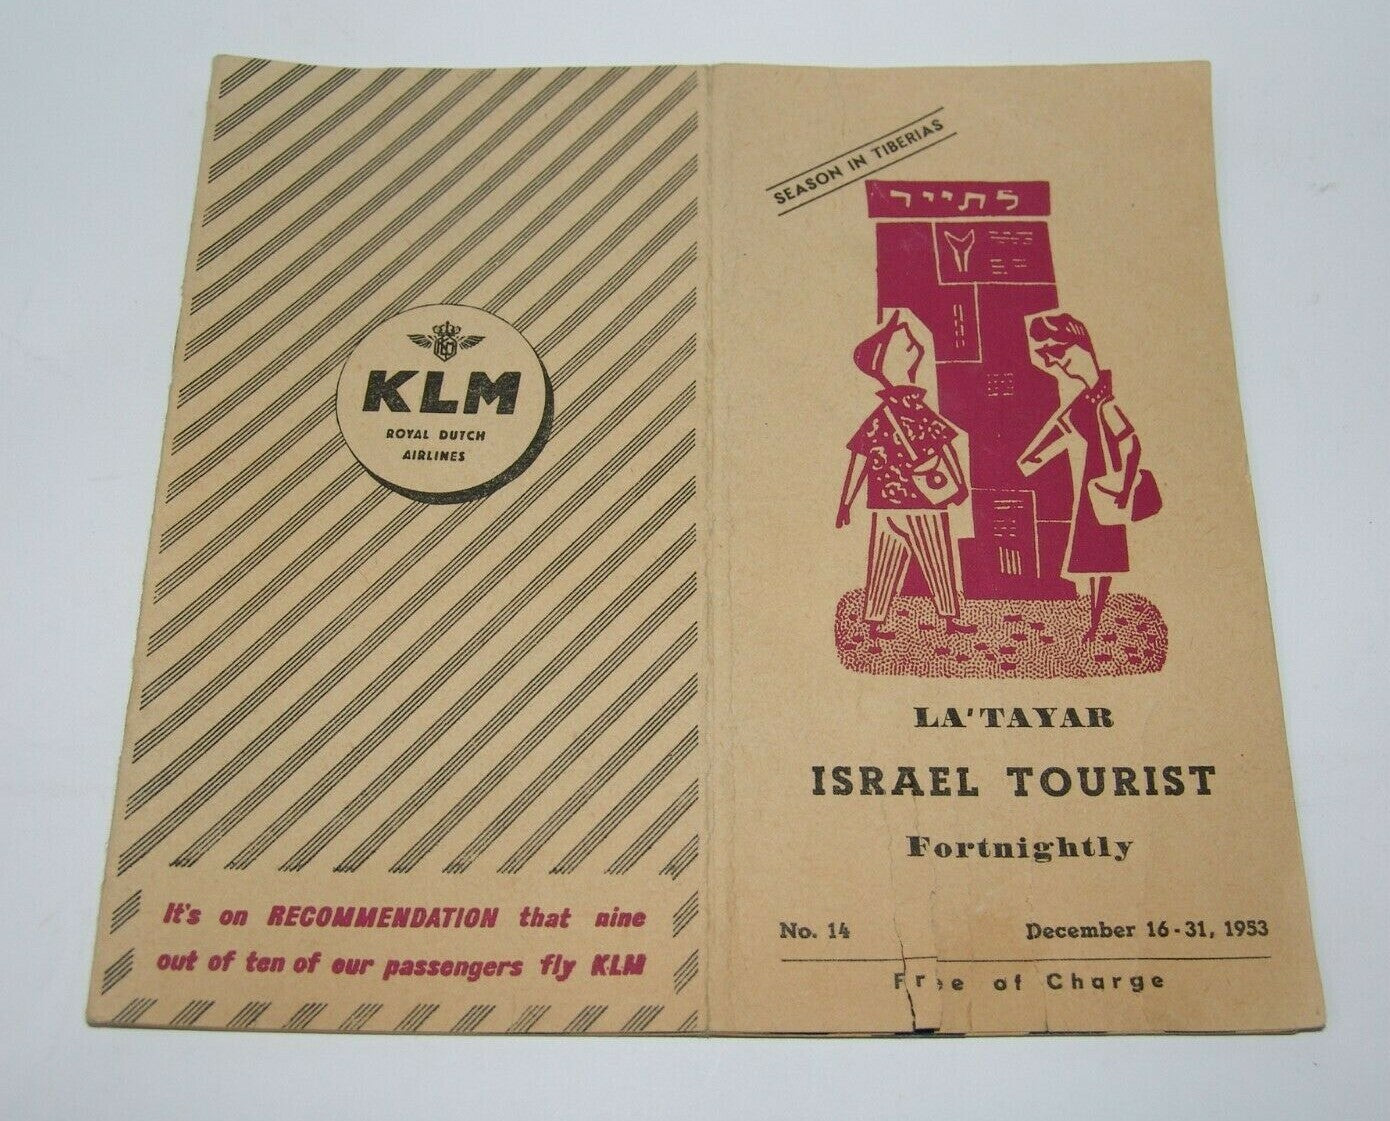 KLM
ROYAL DUTCH
AIRLINES
It's on RECOMMENDATION that nine
out of ten of our passengers fly KLM
SEASON IN TIBERIAS
לתייר
LA'TAYAR
ISRAEL TOURIST
Fortnightly
No. 14 December 16-31, 1953
Free of Charge